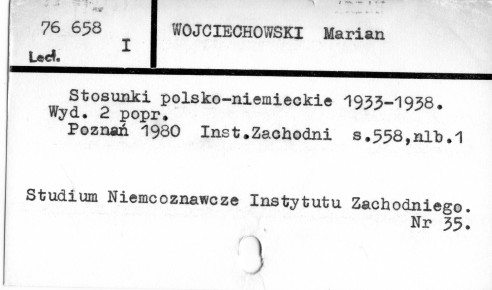 76 658
I
Lect.
WOJCIECHOWSKI Marian
Stosunki polsko-niemieckie 1933-1938.
Wyd. 2 popr.
Poznań 1980 Inst.Zachodni s.558,nlb.1
Studium Niemcoznawcze Instytutu Zachodniego.
Nr 35.